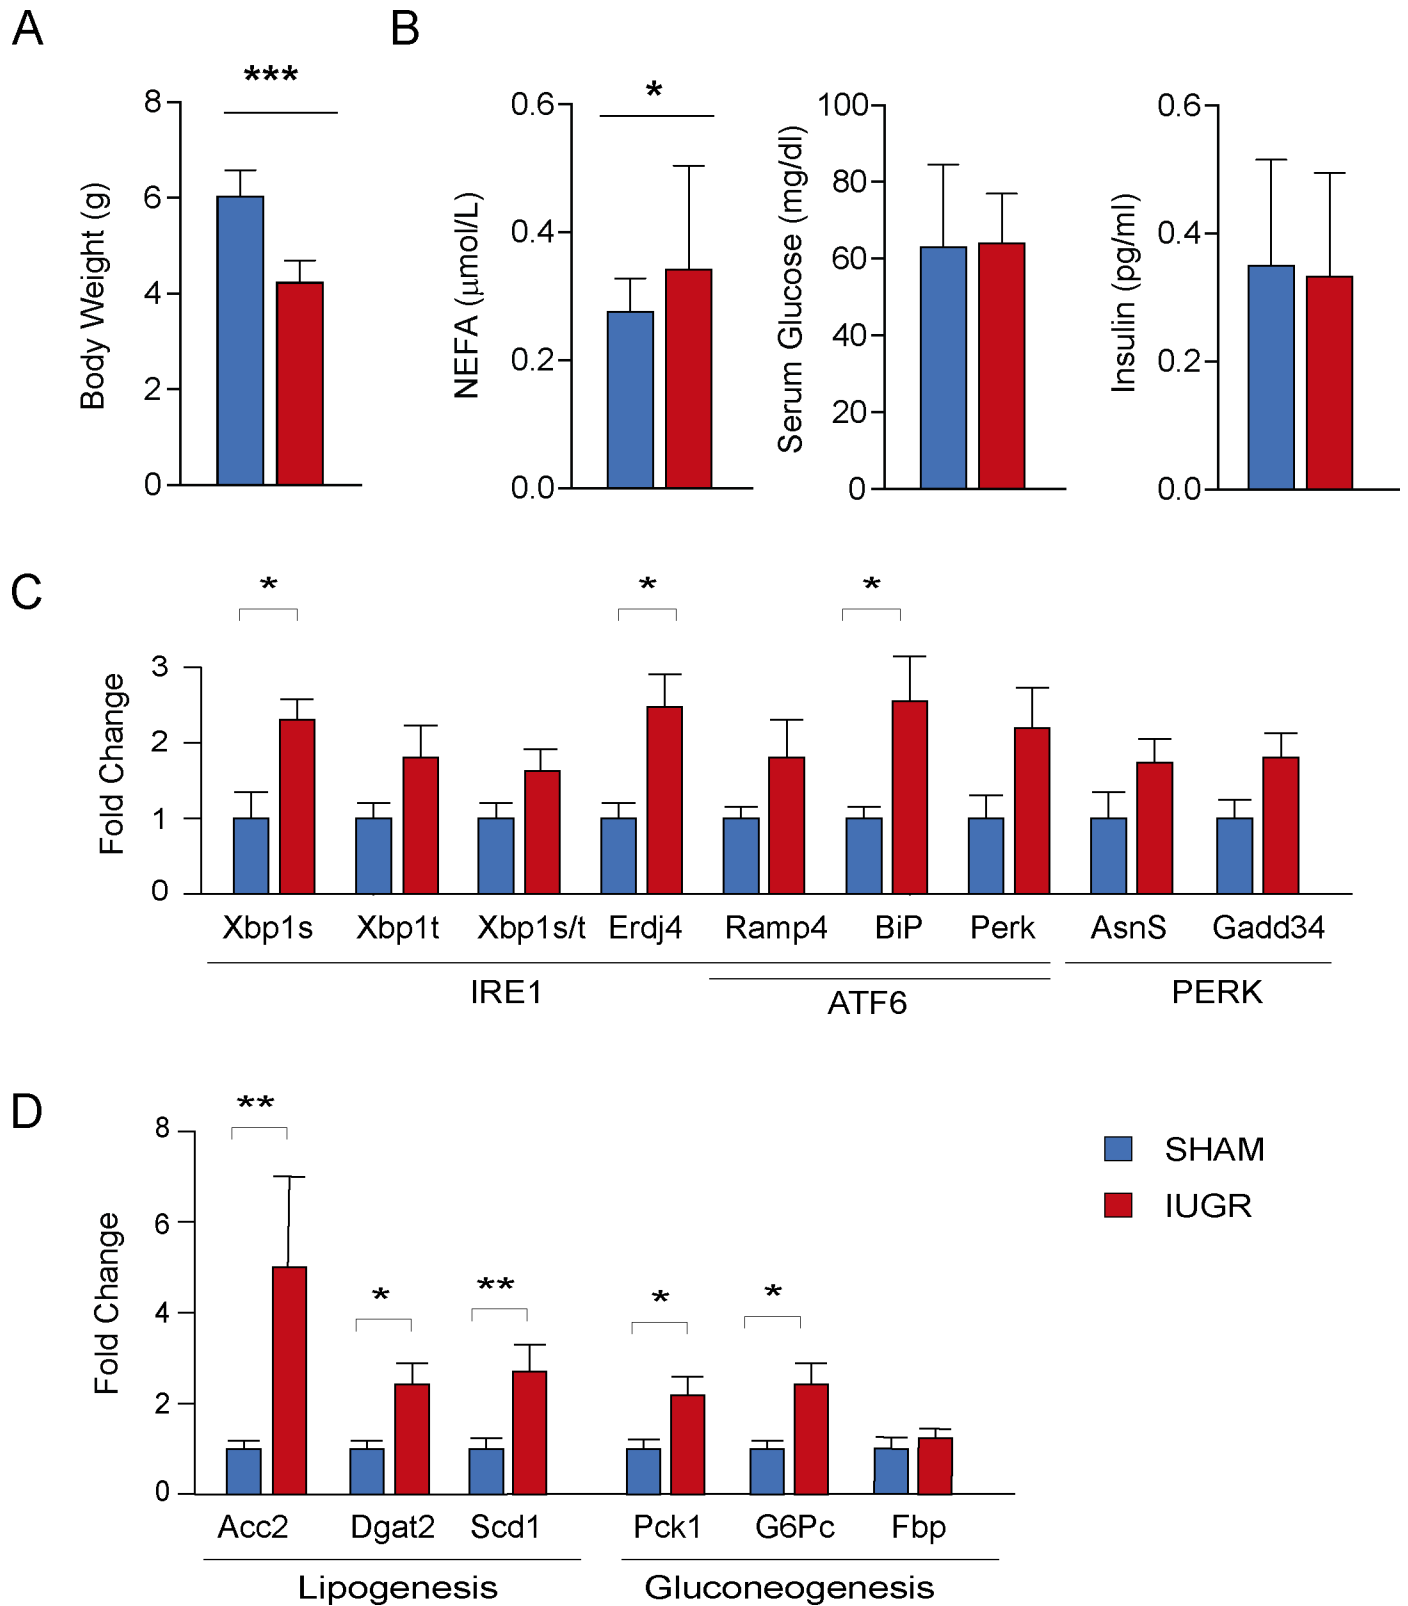 A
B
***
Body Weight (g)
8
6
4
2
0
*
NEFA (μmol/L)
0.6
0.4
0.2
0.0
Serum Glucose (mg/dl)
100
80
60
40
20
0
Insulin (pg/ml)
0.6
0.4
0.2
0.0
C
* * *
Fold Change
3
2
1
0
Xbp1s Xbp1t Xbp1s/t Erdj4 Ramp4 BiP Perk AsnS Gadd34
IRE1 ATF6 PERK
D
** * ** * *
Fold Change
8
6
4
2
0
Acc2 Dgat2 Scd1 Pck1 G6Pc Fbp
Lipogenesis Gluconeogenesis
SHAM
IUGR